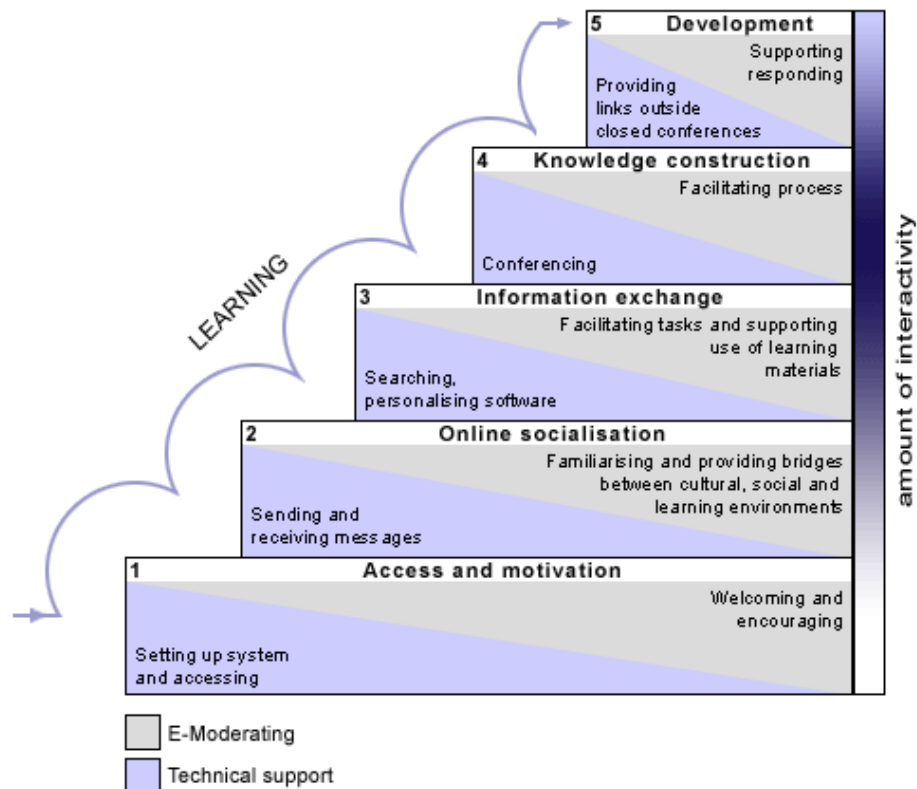 5 Development
Supporting
responding
Providing
links outside
closed conferences
4 Knowledge construction
Facilitating process
Conferencing
LEARNING
3 Information exchange
Facilitating tasks and supporting
use of learning
materials
Searching,
personalising software
2 Online socialisation
Familiarising and providing bridges
between cultural, social and
learning environments
Sending and
receiving messages
1 Access and motivation
Welcoming and
encouraging
Setting up system
and accessing
amount of interactivity
E-Moderating
Technical support